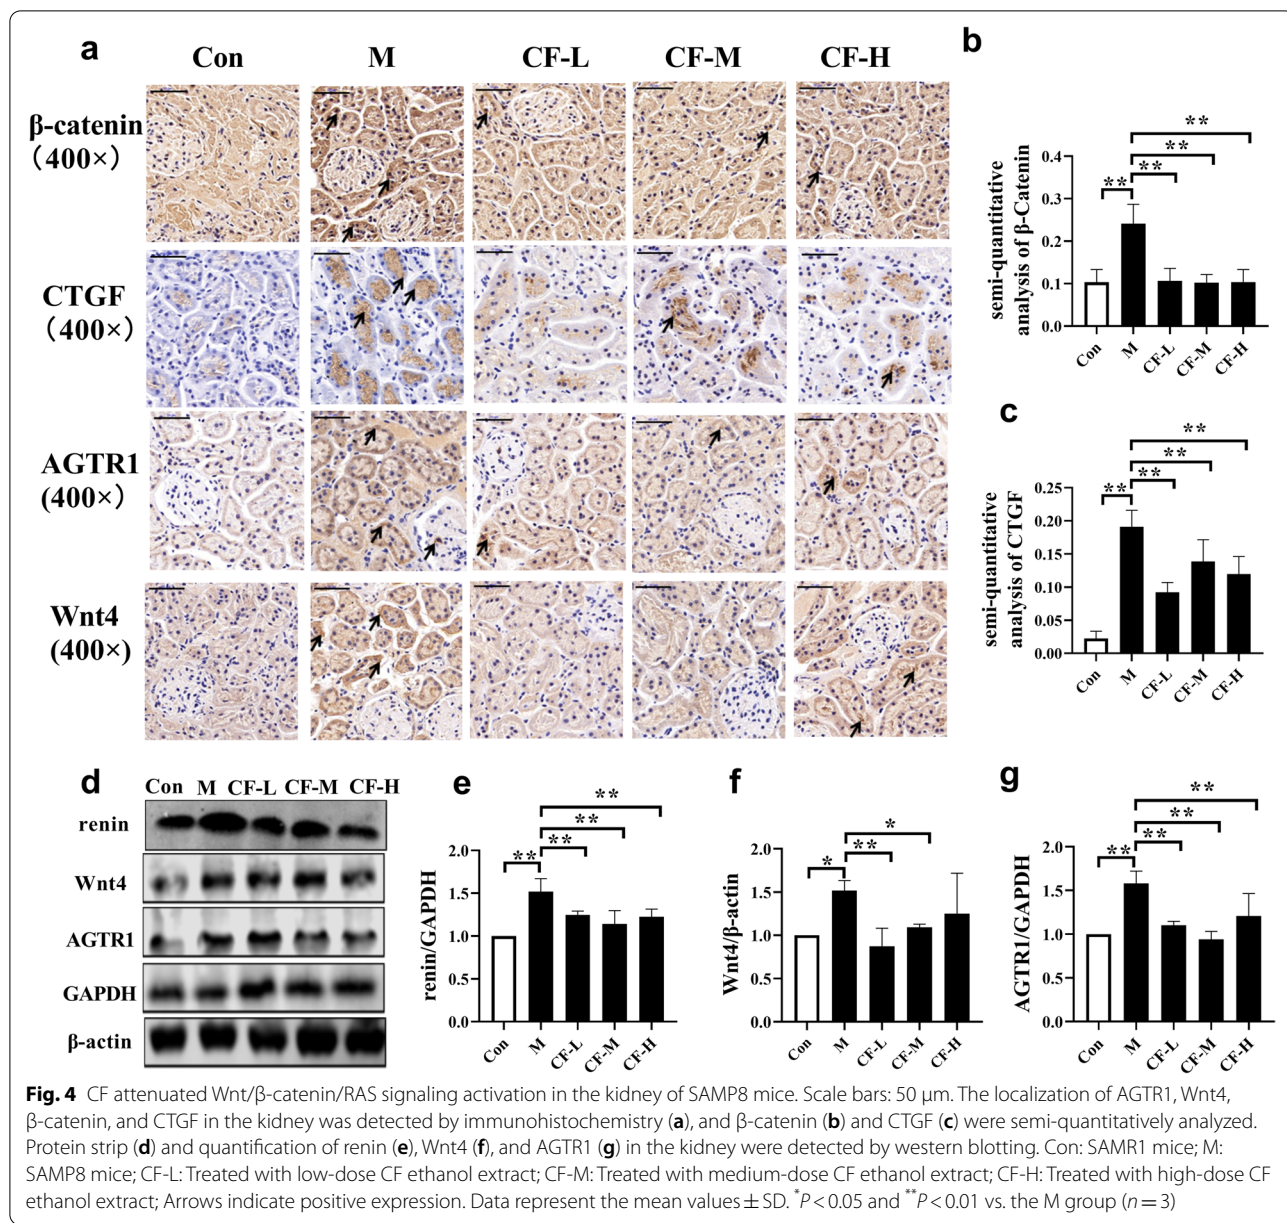 a
Con M CF-L CF-M CF-H
β-catenin
(400×)
CTGF
(400×)
AGTR1
(400×)
Wnt4
(400×)
b
** ** ** **
semi-quantitative
analysis of β-Catenin
0.4
0.3
0.2
0.1
0.0
Con M CF-L CF-M CF-H
c
** ** ** **
semi-quantitative
analysis of CTGF
0.25
0.20
0.15
0.10
0.05
0.00
Con M CF-L CF-M CF-H
d
Con M CF-L CF-M CF-H
renin
Wnt4
AGTR1
GAPDH
β-actin
e
** ** ** **
renin/GAPDH
2.0
1.5
1.0
0.5
0.0
Con M CF-L CF-M CF-H
f
* ** *
Wnt4/β-actin
2.0
1.5
1.0
0.5
0.0
Con M CF-L CF-M CF-H
g
** ** ** **
AGTR1/GAPDH
2.0
1.5
1.0
0.5
0.0
Con M CF-L CF-M CF-H
Fig. 4 CF attenuated Wnt/β-catenin/RAS signaling activation in the kidney of SAMP8 mice. Scale bars: 50 μm. The localization of AGTR1, Wnt4,
β-catenin, and CTGF in the kidney was detected by immunohistochemistry (a), and β-catenin (b) and CTGF (c) were semi-quantitatively analyzed.
Protein strip (d) and quantification of renin (e), Wnt4 (f), and AGTR1 (g) in the kidney were detected by western blotting. Con: SAMR1 mice; M:
SAMP8 mice; CF-L: Treated with low-dose CF ethanol extract; CF-M: Treated with medium-dose CF ethanol extract; CF-H: Treated with high-dose CF
ethanol extract; Arrows indicate positive expression. Data represent the mean values ± SD. *P < 0.05 and **P < 0.01 vs. the M group (n = 3)